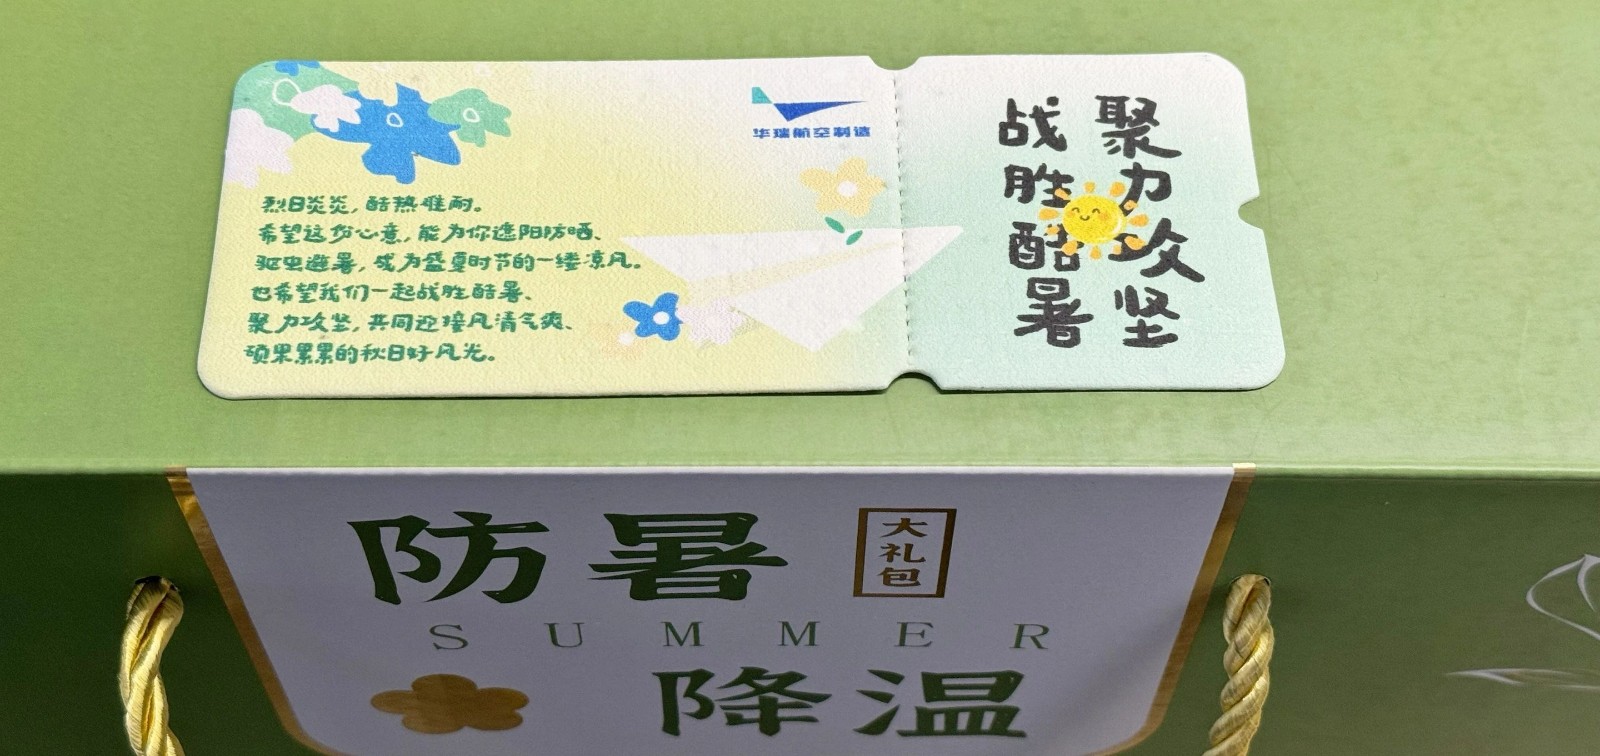 华瑞航空制造
烈日炎炎，酷热难耐。
希望这份心意，能为你遮阳防晒、
驱虫避暑，成为盛夏时节的一缕凉风。
也希望我们一起战胜酷暑、
聚力攻坚，共同迎接风清气爽、
硕果累累的秋日好风光。
聚力攻坚
战胜酷暑
防暑
大礼包
SUMMER
降温